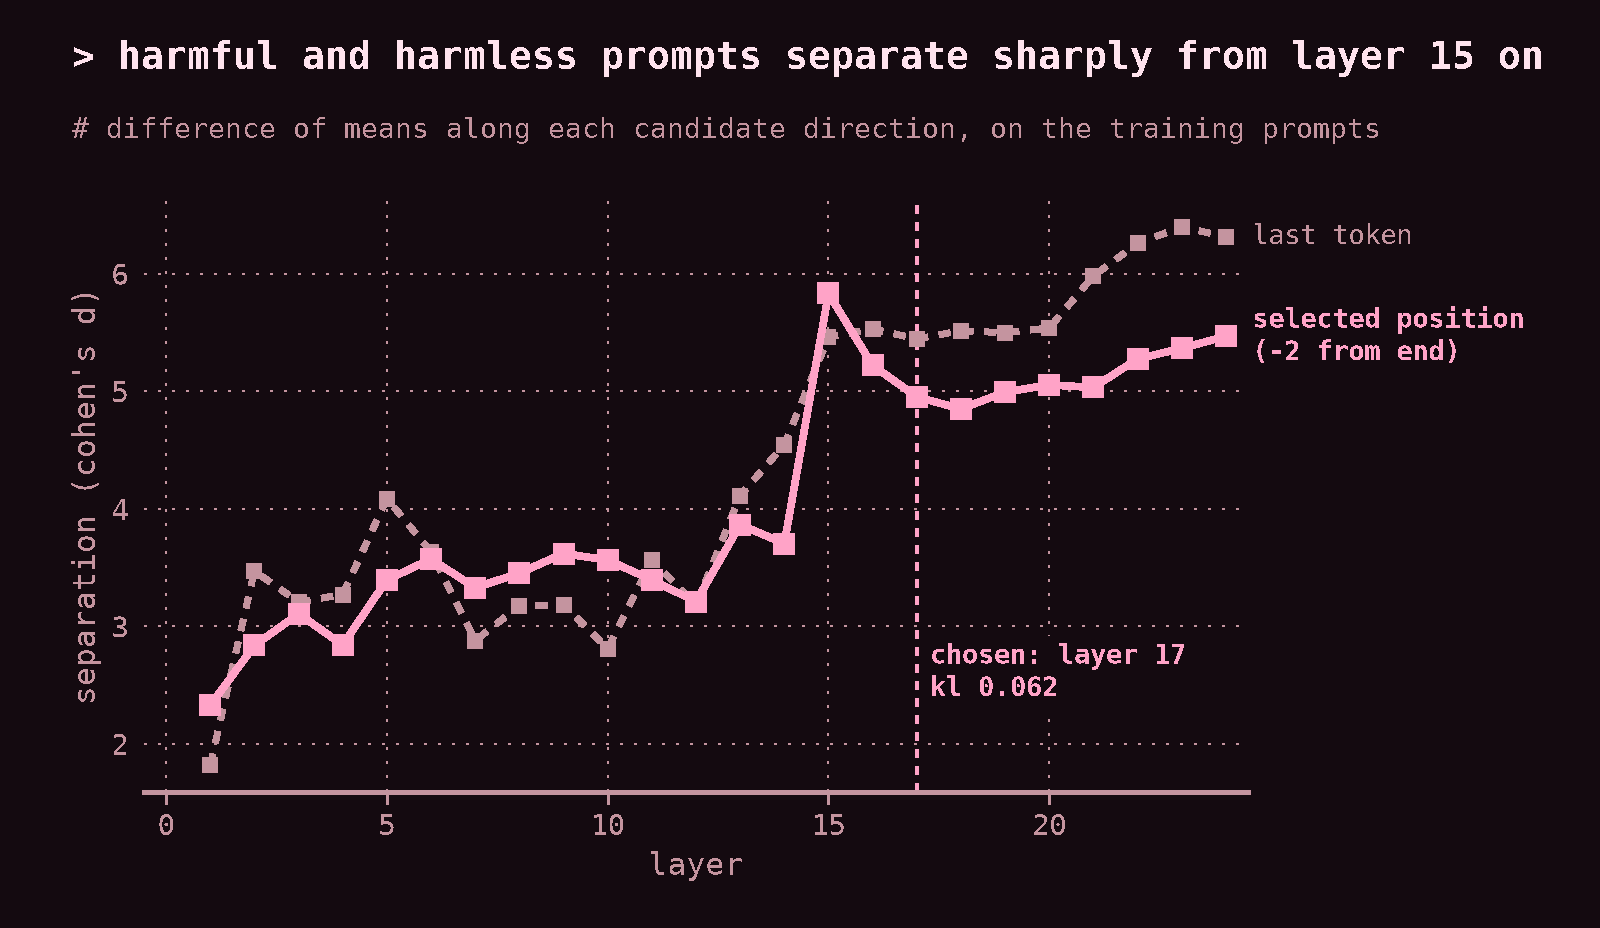 > harmful and harmless prompts separate sharply from layer 15 on
# difference of means along each candidate direction, on the training prompts
separation (cohen's d)
6
5
4
3
2
last token
selected position
(-2 from end)
chosen: layer 17
kl 0.062
0 5 10 15 20
layer